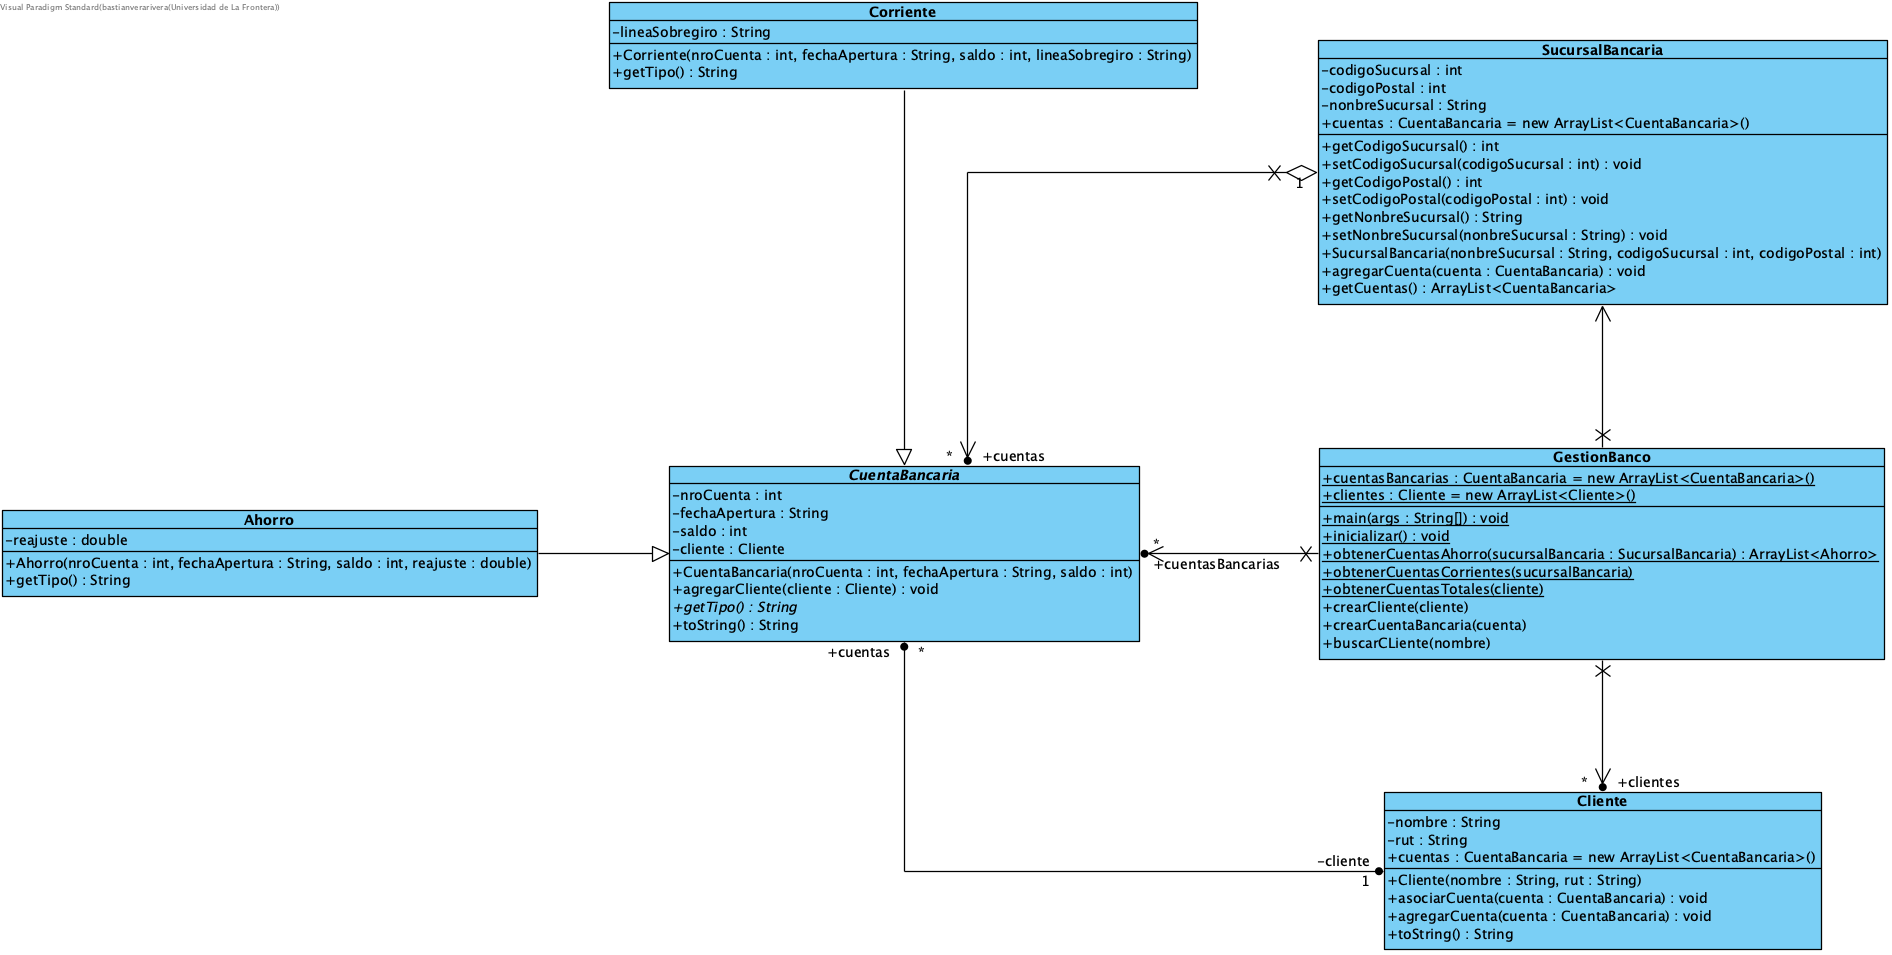 Visual Paradigm Standard(bastianverarivera(Universidad de La Frontera))
Corriente
-lineaSobregiro : String
+Corriente(nroCuenta : int, fechaApertura : String, saldo : int, lineaSobregiro : String)
+getTipo() : String
SucursalBancaria
-codigoSucursal : int
-codigoPostal : int
-nonbreSucursal : String
+cuentas : CuentaBancaria = new ArrayList<CuentaBancaria>()
+getCodigoSucursal() : int
+setCodigoSucursal(codigoSucursal : int) : void
+getCodigoPostal() : int
+setCodigoPostal(codigoPostal : int) : void
+getNonbreSucursal() : String
+setNonbreSucursal(nonbreSucursal : String) : void
+SucursalBancaria(nonbreSucursal : String, codigoSucursal : int, codigoPostal : int)
+agregarCuenta(cuenta : CuentaBancaria) : void
+getCuentas() : ArrayList<CuentaBancaria>
1
* +cuentas
CuentaBancaria
-nroCuenta : int
-fechaApertura : String
-saldo : int
-cliente : Cliente
+CuentaBancaria(nroCuenta : int, fechaApertura : String, saldo : int)
+agregarCliente(cliente : Cliente) : void
+getTipo() : String
+toString() : String
Ahorro
-reajuste : double
+Ahorro(nroCuenta : int, fechaApertura : String, saldo : int, reajuste : double)
+getTipo() : String
*
+cuentasBancarias
GestionBanco
+cuentasBancarias : CuentaBancaria = new ArrayList<CuentaBancaria>()
+clientes : Cliente = new ArrayList<Cliente>()
+main(args : String[]) : void
+inicializar() : void
+obtenerCuentasAhorro(sucursalBancaria : SucursalBancaria) : ArrayList<Ahorro>
+obtenerCuentasCorrientes(sucursalBancaria)
+obtenerCuentasTotales(cliente)
+crearCliente(cliente)
+crearCuentaBancaria(cuenta)
+buscarCLiente(nombre)
+cuentas *
* +clientes
-cliente
1
Cliente
-nombre : String
-rut : String
+cuentas : CuentaBancaria = new ArrayList<CuentaBancaria>()
+Cliente(nombre : String, rut : String)
+asociarCuenta(cuenta : CuentaBancaria) : void
+agregarCuenta(cuenta : CuentaBancaria) : void
+toString() : String